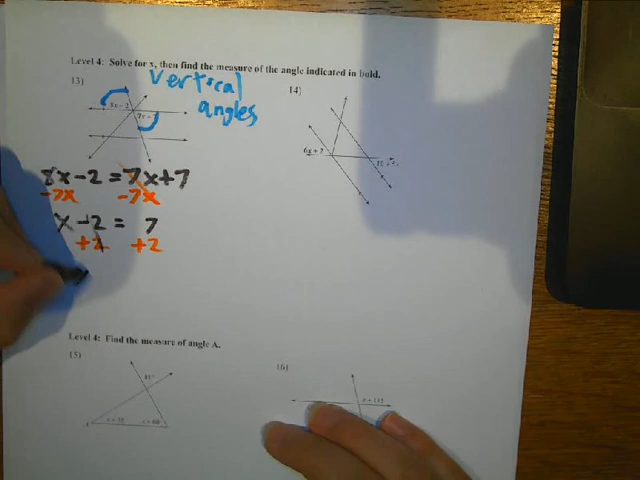 Level 4: Solve for x, then find the measure of the angle indicated in bold.
13)
vertical
angles
14)
8x - 2
6x + 7
8x - 2 = 7x + 7
-7x -7x
x - 2 = 7
+2 +2
Level 4: Find the measure of angle A.
15)
16)